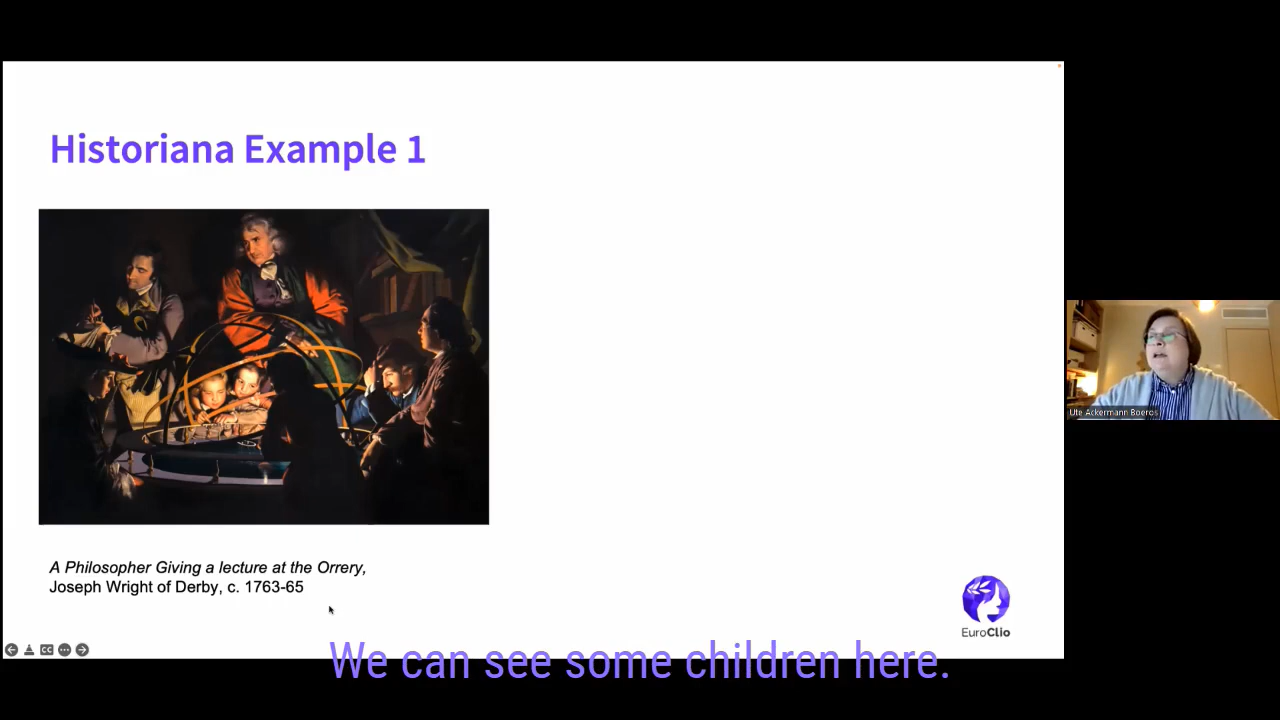 Historiana Example 1
A Philosopher Giving a lecture at the Orrery,
Joseph Wright of Derby, c. 1763-65
EuroClio
Ute Ackermann Boeros
CC
We can see some children here.